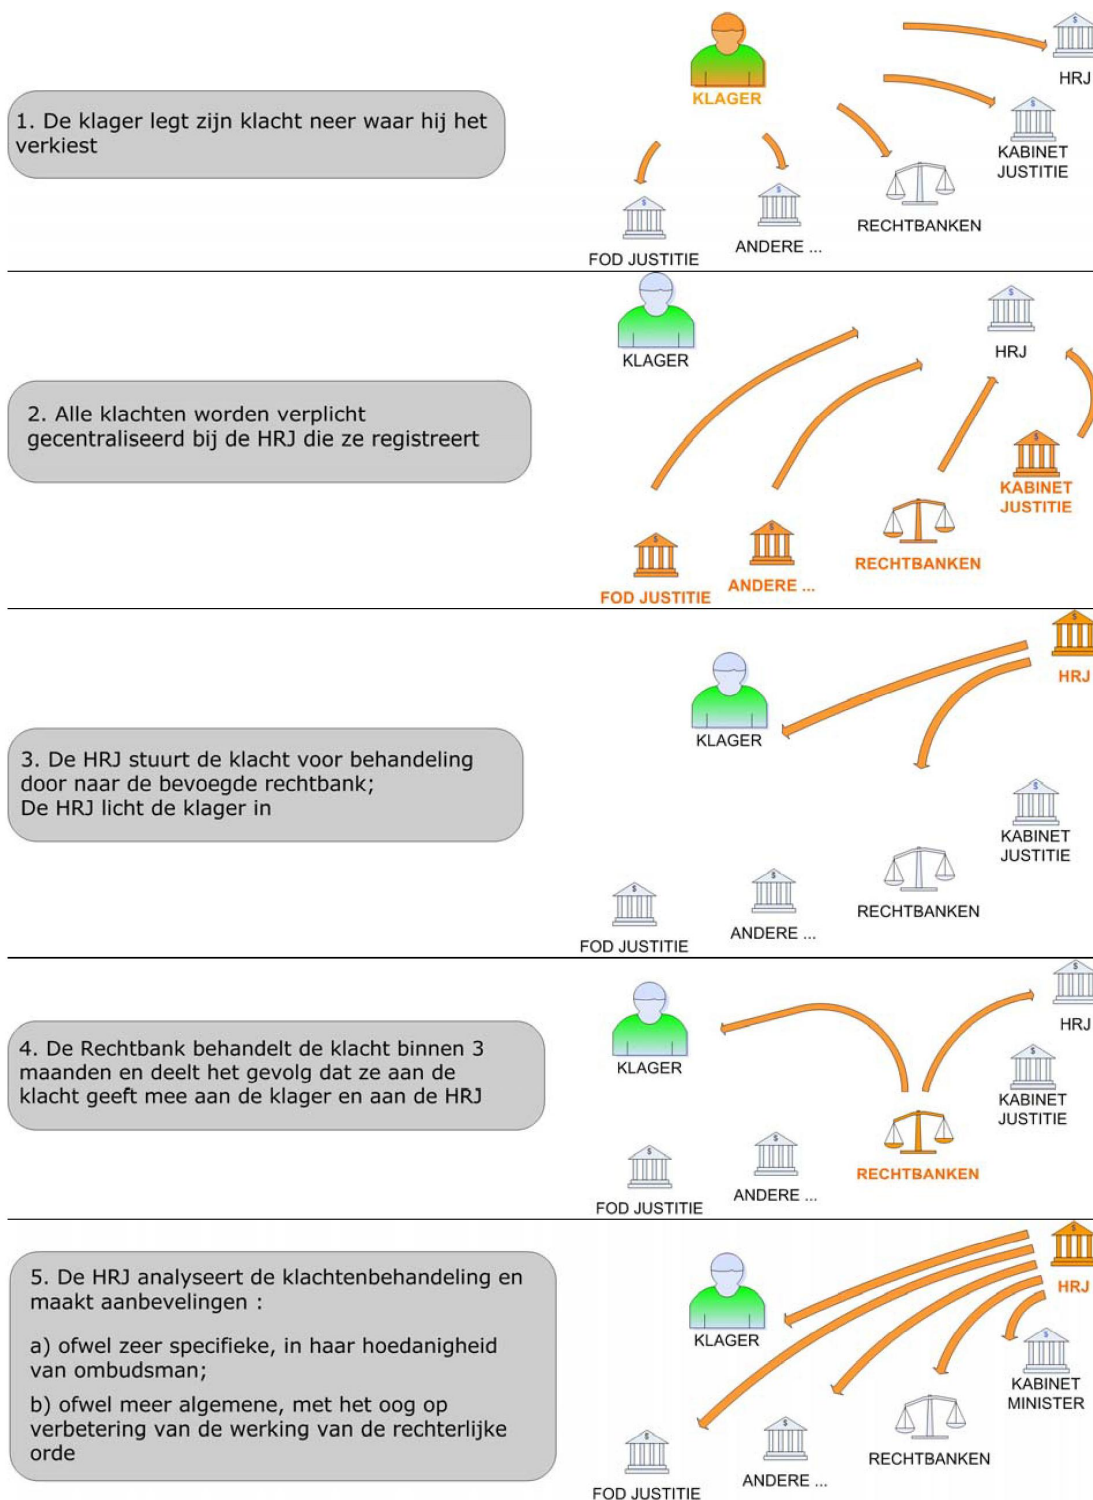 1. De klager legt zijn klacht neer waar hij het
verkiest
KLAGER
HRJ
KABINET
JUSTITIE
RECHTBANKEN
ANDERE ...
FOD JUSTITIE
2. Alle klachten worden verplicht
gecentraliseerd bij de HRJ die ze registreert
KLAGER
HRJ
KABINET
JUSTITIE
RECHTBANKEN
ANDERE ...
FOD JUSTITIE
3. De HRJ stuurt de klacht voor behandeling
door naar de bevoegde rechtbank;
De HRJ licht de klager in
HRJ
KLAGER
KABINET
JUSTITIE
RECHTBANKEN
ANDERE ...
FOD JUSTITIE
4. De Rechtbank behandelt de klacht binnen 3
maanden en deelt het gevolg dat ze aan de
klacht geeft mee aan de klager en aan de HRJ
HRJ
KLAGER
KABINET
JUSTITIE
RECHTBANKEN
ANDERE ...
FOD JUSTITIE
5. De HRJ analyseert de klachtenbehandeling en
maakt aanbevelingen :
a) ofwel zeer specifieke, in haar hoedanigheid
van ombudsman;
b) ofwel meer algemene, met het oog op
verbetering van de werking van de rechterlijke
orde
HRJ
KLAGER
KABINET
MINISTER
RECHTBANKEN
ANDERE ...
FOD JUSTITIE